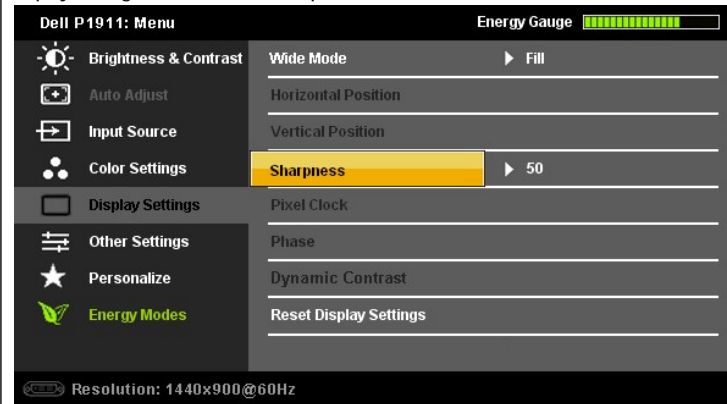 Dell P1911: Menu
Energy Gauge
Brightness & Contrast
Auto Adjust
Input Source
Color Settings
Display Settings
Other Settings
Personalize
Energy Modes
Wide Mode Fill
Horizontal Position
Vertical Position
Sharpness 50
Pixel Clock
Phase
Dynamic Contrast
Reset Display Settings
Resolution: 1440x900@60Hz